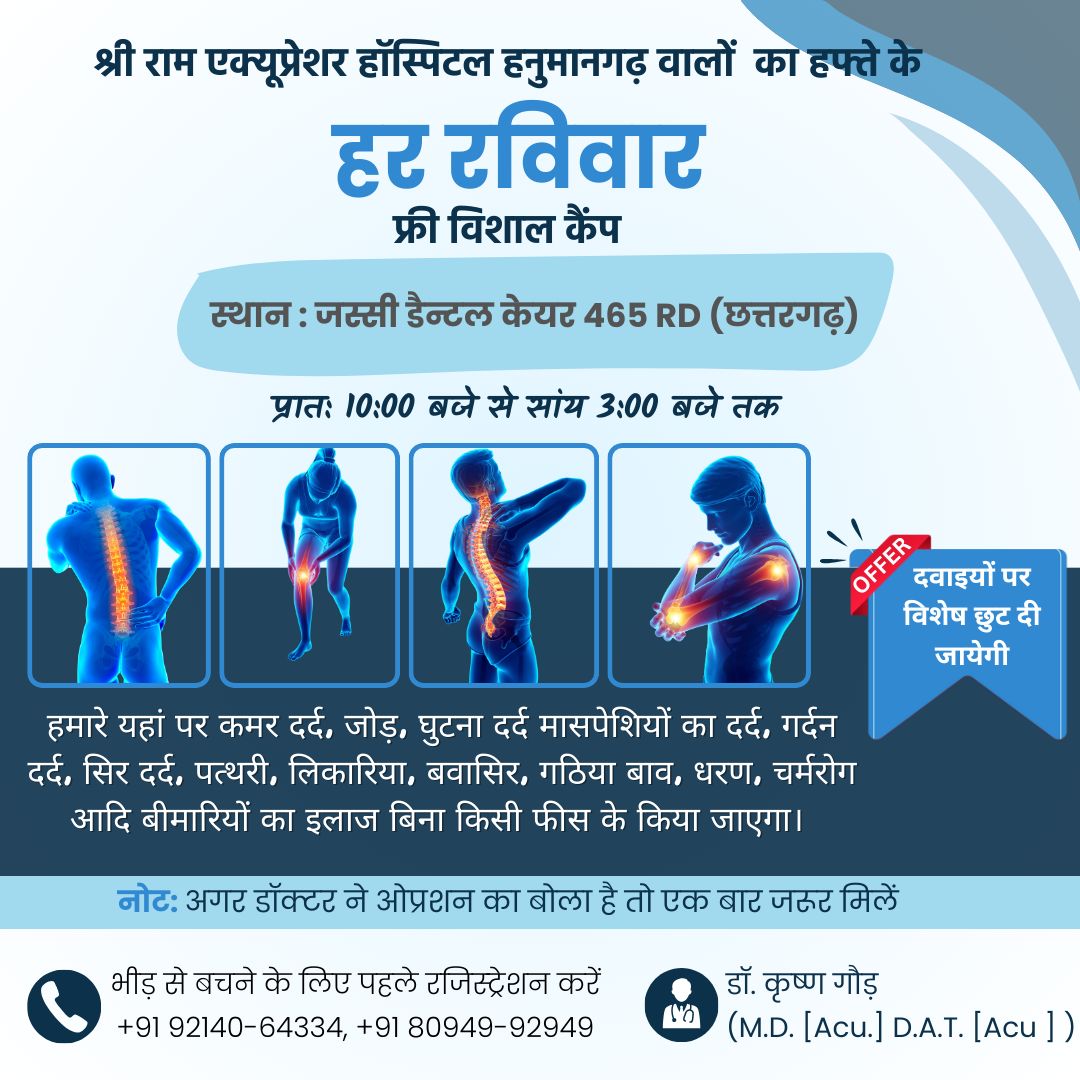 श्री राम एक्यूप्रेशर हॉस्पिटल हनुमानगढ़ वालों का हफ्ते के
हर रविवार
फ्री विशाल कैंप
स्थान : जस्सी डैन्टल केयर 465 RD (छत्तरगढ़)
प्रात: 10:00 बजे से सांय 3:00 बजे तक
OFFER
दवाइयों पर
विशेष छुट दी
जायेगी
हमारे यहां पर कमर दर्द, जोड़, घुटना दर्द मासपेशियों का दर्द, गर्दन
दर्द, सिर दर्द, पत्थरी, लिकारिया, बवासिर, गठिया बाव, धरण, चर्मरोग
आदि बीमारियों का इलाज बिना किसी फीस के किया जाएगा।
नोट: अगर डॉक्टर ने ओप्रशन का बोला है तो एक बार जरूर मिलें
भीड़ से बचने के लिए पहले रजिस्ट्रेशन करें
+91 92140-64334, +91 80949-92949
डॉ. कृष्ण गौड़
(M.D. [Acu.] D.A.T. [Acu ] )